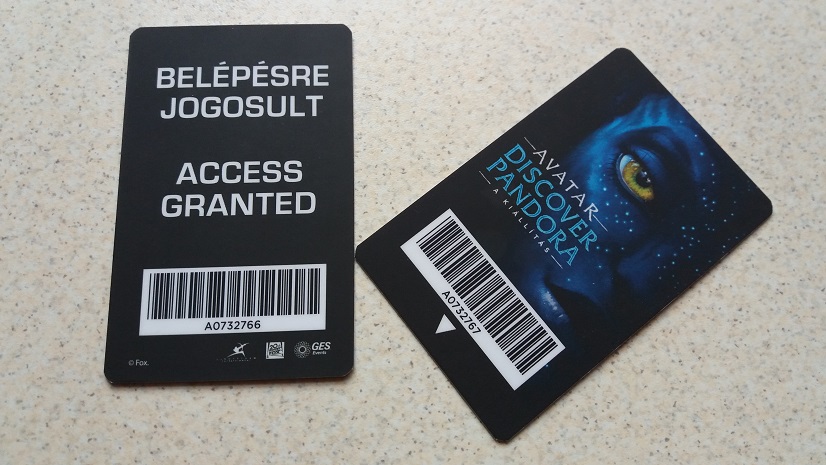 BELÉPÉSRE
JOGOSULT
ACCESS
GRANTED
A0732766
© Fox.
GES
Events
AVATAR
DISCOVER
PANDORA
A KIÁLLÍTÁS
A0732767